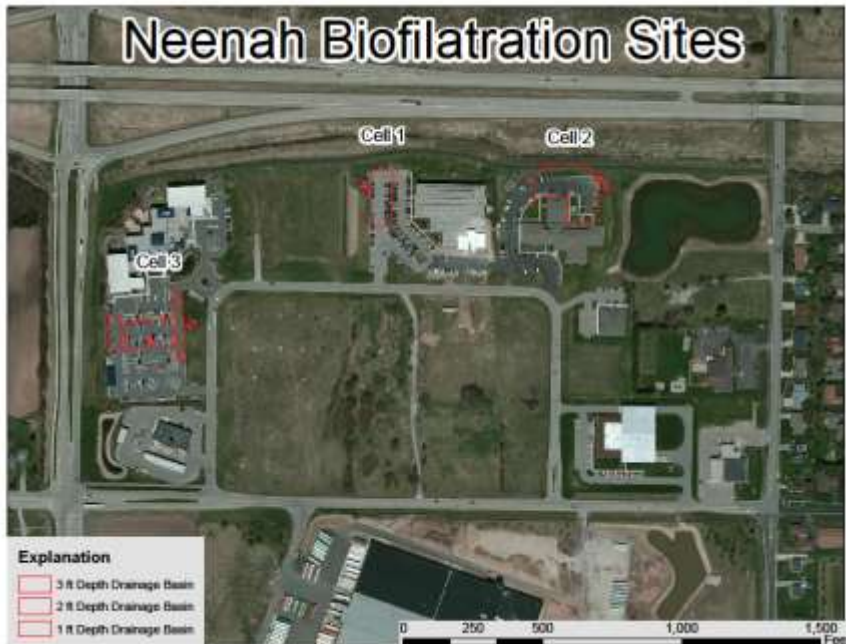 Neenah Biofilatration Sites
Cell 1
Cell 2
Cell 3
Explanation
3 ft Depth Drainage Basin
2 ft Depth Drainage Basin
1 ft Depth Drainage Basin
0 250 500 1,000 1,500